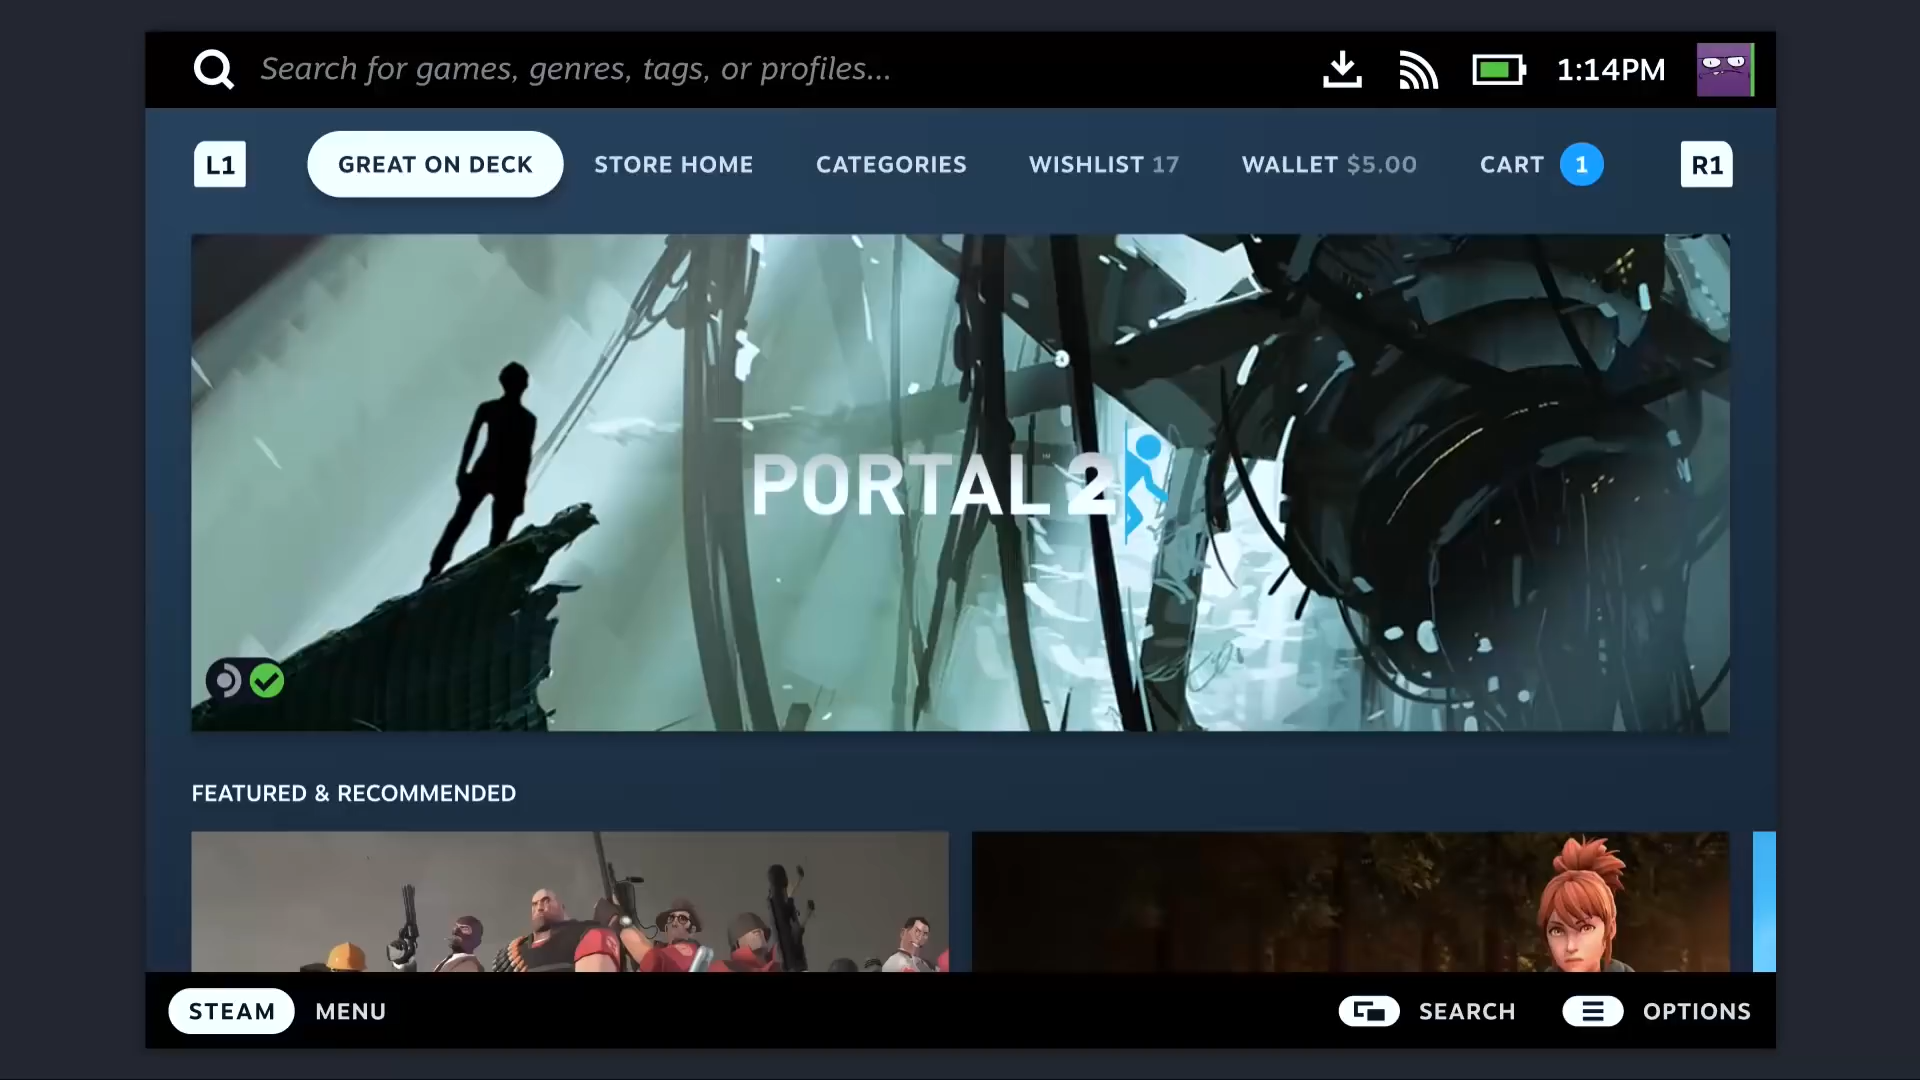 Search for games, genres, tags, or profiles...
1:14PM
L1
GREAT ON DECK
STORE HOME
CATEGORIES
WISHLIST 17
WALLET $5.00
CART 1
R1
PORTAL 2
FEATURED & RECOMMENDED
STEAM MENU
SEARCH
OPTIONS